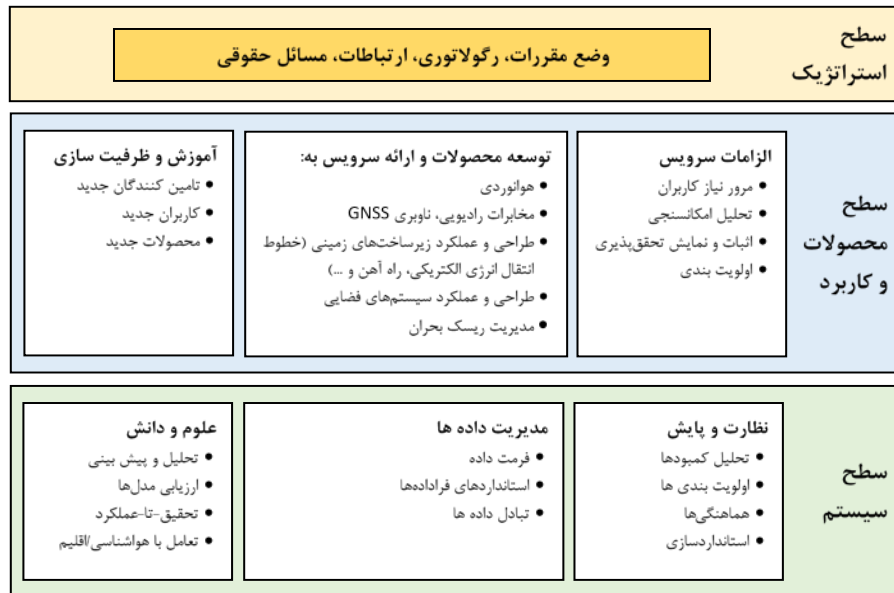 سطح
استراتژیک
وضع مقررات، رگولاتوری، ارتباطات، مسائل حقوقی
سطح
محصولات
و کاربرد
الزامات سرویس
• مرور نیاز کاربران
• تحلیل امکانسنجی
• اثبات و نمایش تحقق‌پذیری
• اولویت بندی
توسعه محصولات و ارائه سرویس به:
• هوانوردی
• مخابرات رادیویی، ناوبری GNSS
• طراحی و عملکرد زیرساخت‌های زمینی (خطوط
انتقال انرژی الکتریکی، راه آهن و ...)
• طراحی و عملکرد سیستم‌های فضایی
• مدیریت ریسک بحران
آموزش و ظرفیت سازی
• تامین کنندگان جدید
• کاربران جدید
• محصولات جدید
سطح
سیستم
نظارت و پایش
• تحلیل کمبودها
• اولویت بندی ها
• هماهنگی‌ها
• استانداردسازی
مدیریت داده ها
• فرمت داده
• استانداردهای فراداده‌ها
• تبادل داده ها
علوم و دانش
• تحلیل و پیش بینی
• ارزیابی مدل‌ها
• تحقیق-تا-عملکرد
• تعامل با هواشناسی/اقلیم